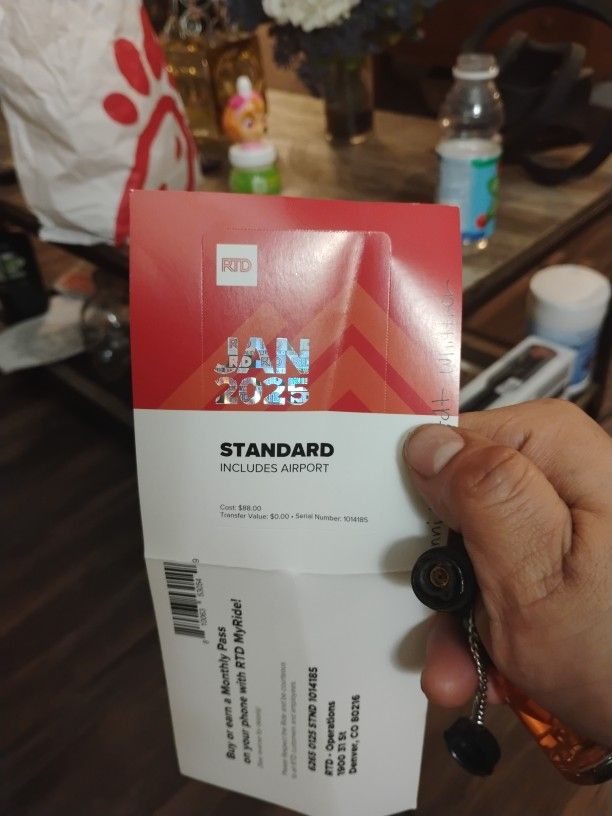 RTD
JAN
2025
STANDARD
INCLUDES AIRPORT
Cost: $88.00
Transfer Value: $0.00 • Serial Number: 1014185
Buy or earn a Monthly Pass
on your phone with RTD MyRide!
6265 0125 STND 1014185
RTD - Operations
1900 31 St
Denver, CO 80216